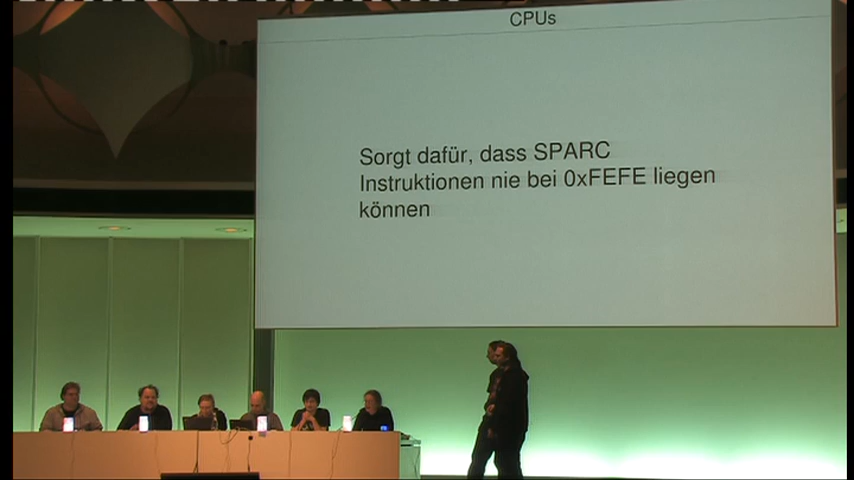 CPUs
Sorgt dafür, dass SPARC
Instruktionen nie bei 0xFEFE liegen
können